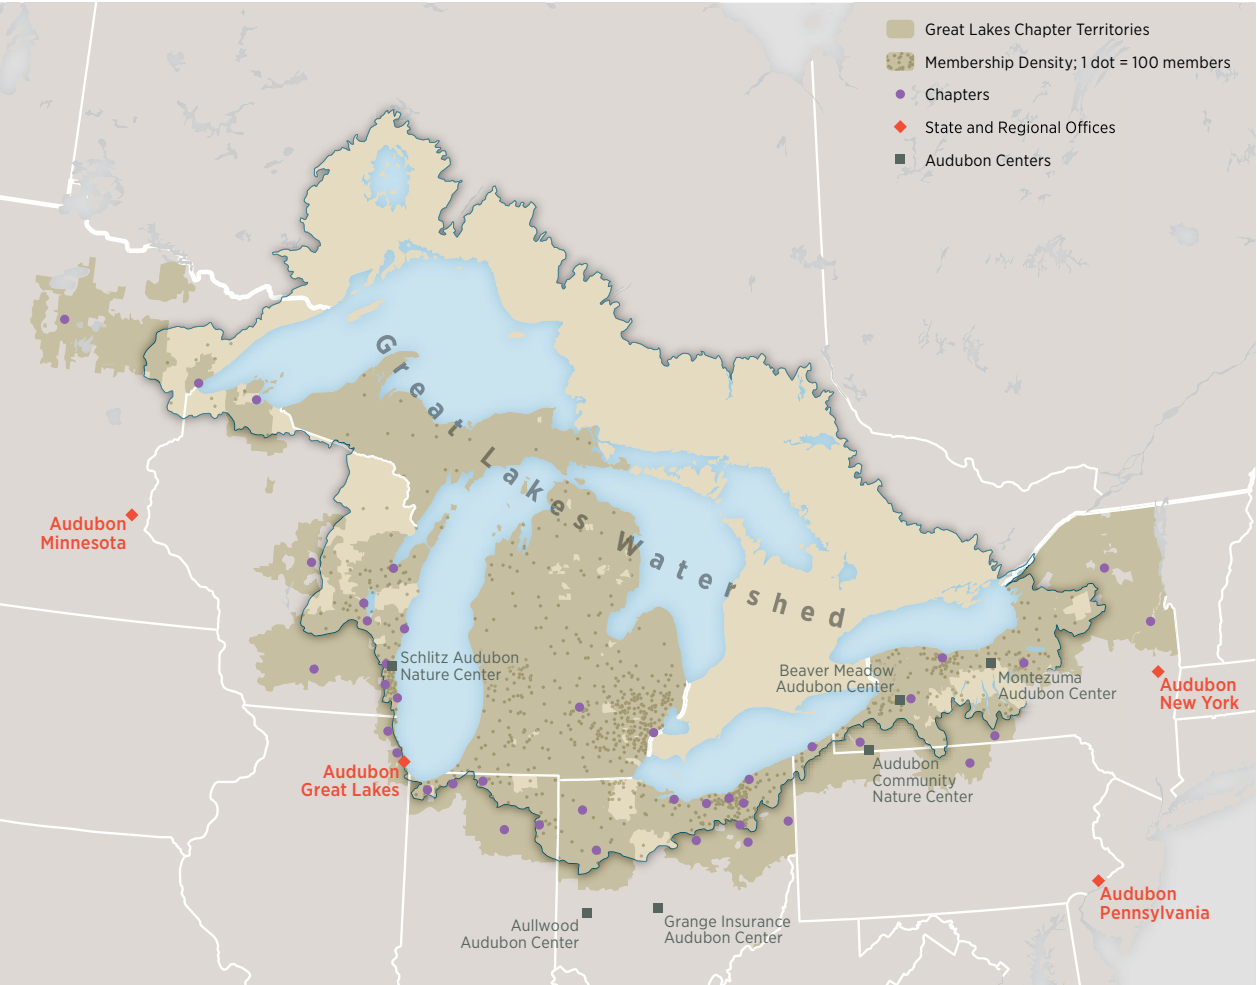 Great Lakes Chapter Territories
Membership Density; 1 dot = 100 members
Chapters
State and Regional Offices
Audubon Centers
Great Lakes Watershed
Audubon
Minnesota
Schlitz Audubon
Nature Center
Beaver Meadow
Audubon Center
Montezuma
Audubon Center
Audubon
New York
Audubon
Great Lakes
Audubon
Community
Nature Center
Audubon
Pennsylvania
Aullwood
Audubon Center
Grange Insurance
Audubon Center